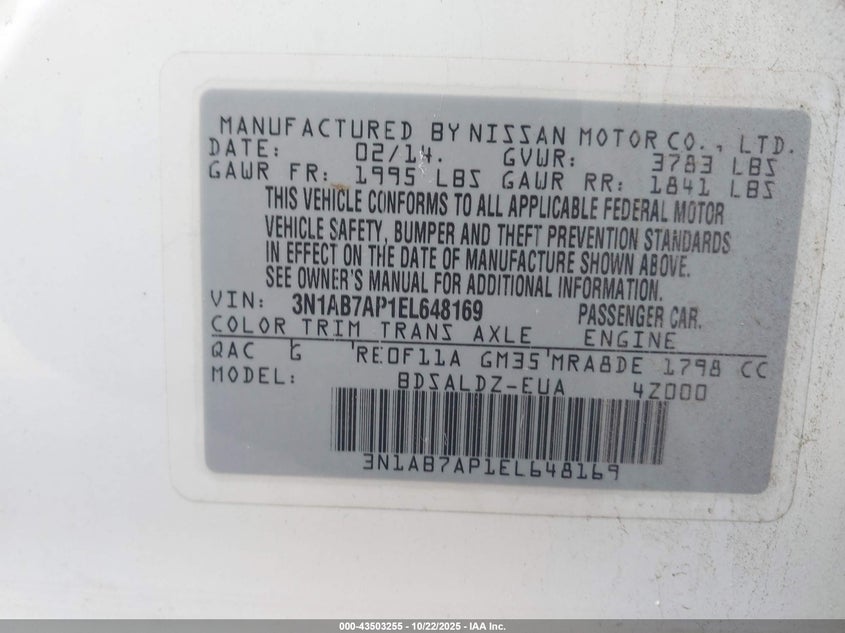 MANUFACTURED BY NISSAN MOTOR CO., LTD.
DATE: 02/14. GVWR: 3783 LBS
GAWR FR: 1995 LBS GAWR RR: 1841 LBS
THIS VEHICLE CONFORMS TO ALL APPLICABLE FEDERAL MOTOR
VEHICLE SAFETY, BUMPER AND THEFT PREVENTION STANDARDS
IN EFFECT ON THE DATE OF MANUFACTURE SHOWN ABOVE.
SEE OWNER'S MANUAL FOR ADDITIONAL INFORMATION.
VIN: 3N1AB7AP1EL648169 PASSENGER CAR.
COLOR TRIM TRANS AXLE ENGINE
QAC G RE0F11A GM35 MRA8DE 1798 CC
MODEL: BDSALDZ-EUA 4Z000
3N1AB7AP1EL648169
000-43503255 - 10/22/2025 - IAA Inc.